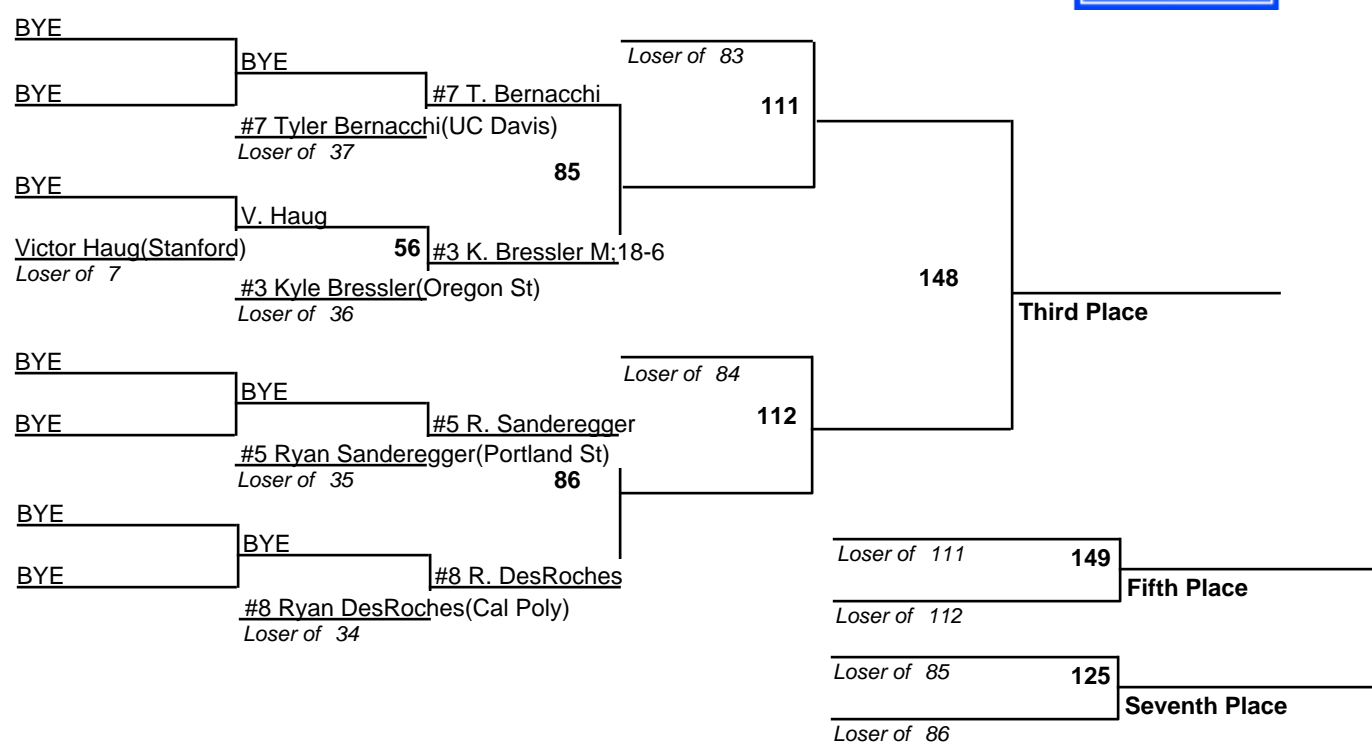 BYE
BYE
BYE
#7 T. Bernacchi
#7 Tyler Bernacchi(UC Davis)
Loser of 37
85
BYE
V. Haug
Victor Haug(Stanford)
Loser of 7
56
#3 K. Bressler M;18-6
#3 Kyle Bressler(Oregon St)
Loser of 36
Loser of 83
111
148
Third Place
BYE
BYE
BYE
#5 R. Sanderegger
#5 Ryan Sanderegger(Portland St)
Loser of 35
86
Loser of 84
112
BYE
BYE
BYE
#8 R. DesRoches
#8 Ryan DesRoches(Cal Poly)
Loser of 34
Loser of 111
149
Fifth Place
Loser of 112
Loser of 85
125
Seventh Place
Loser of 86